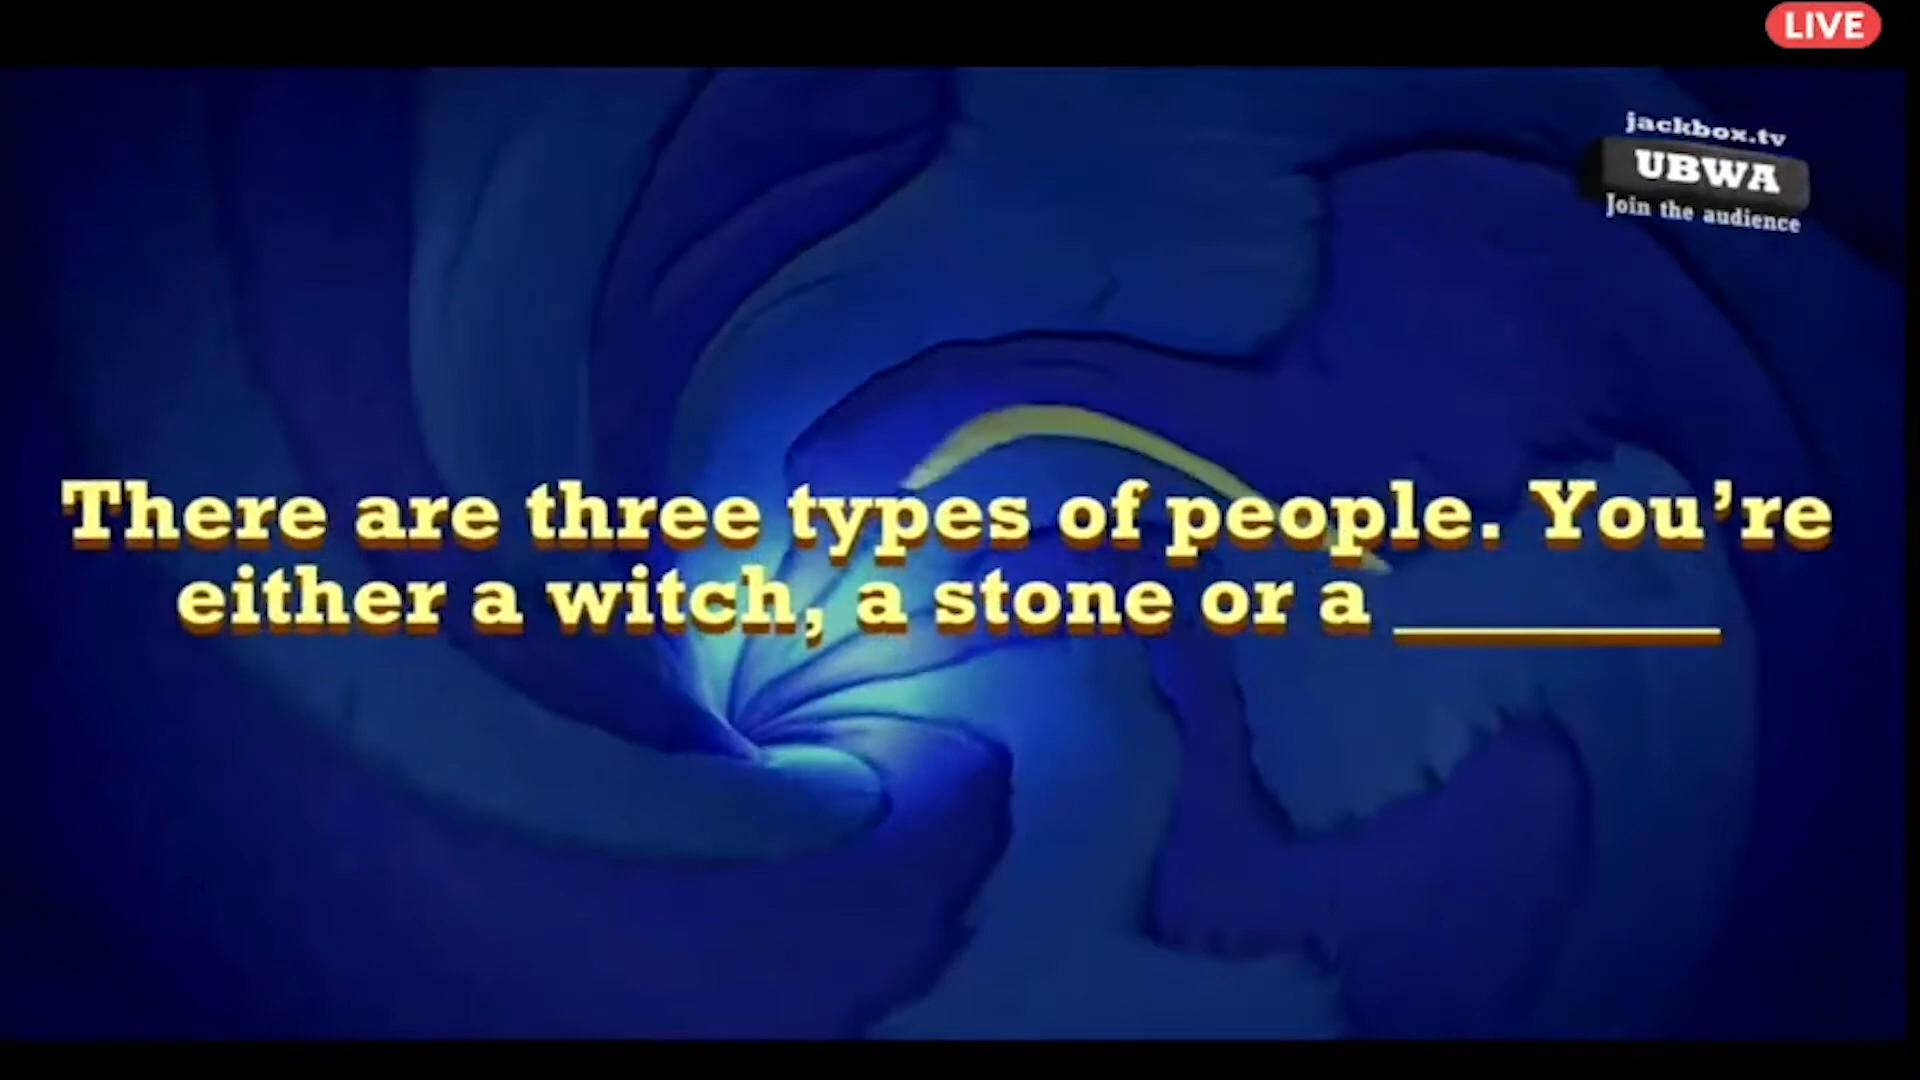 LIVE
jackbox.tv
UBWA
Join the audience
There are three types of people. You're
either a witch, a stone or a ________